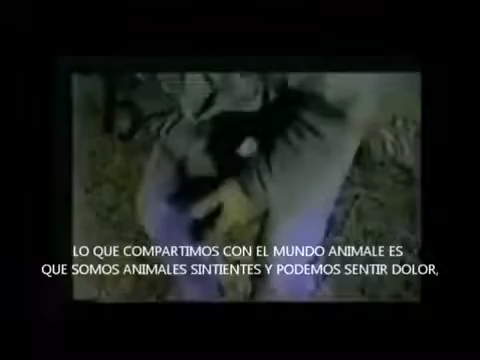 LO QUE COMPARTIMOS CON EL MUNDO ANIMALE ES
QUE SOMOS ANIMALES SINTIENTES Y PODEMOS SENTIR DOLOR,